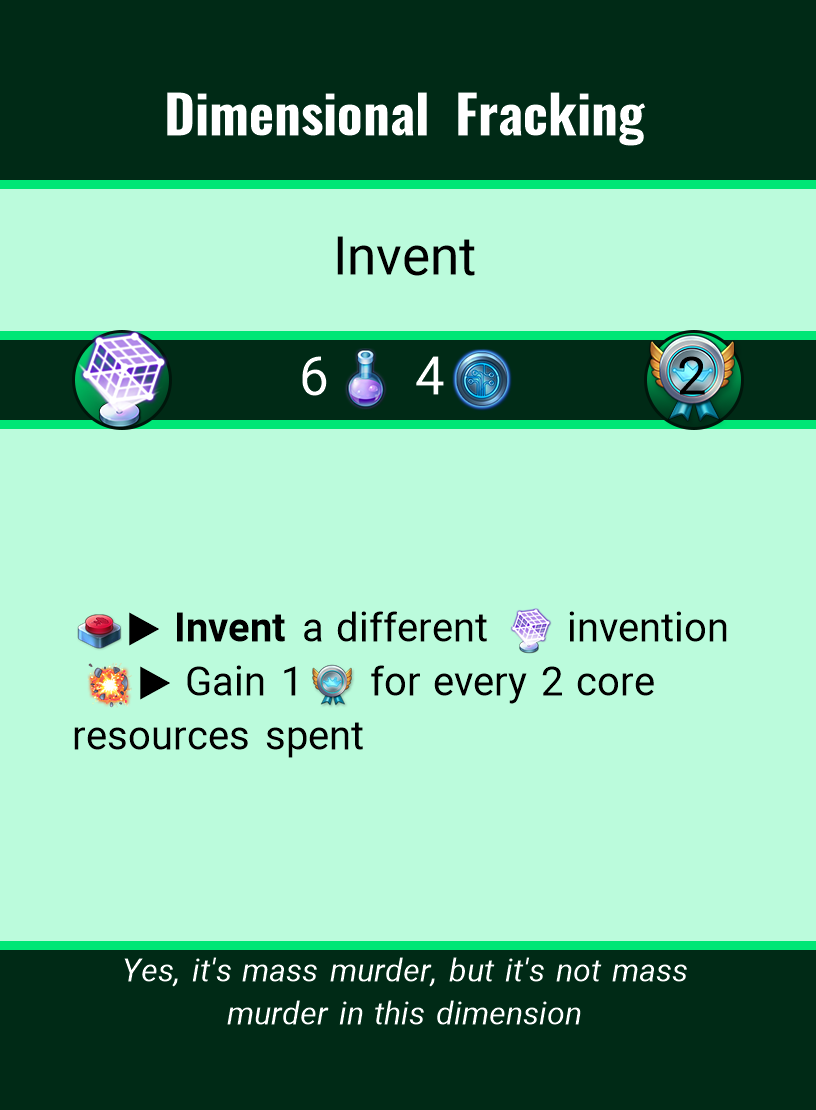 Dimensional Fracking
Invent
6 4 2
▶ Invent a different invention
▶ Gain 1 for every 2 core
resources spent
Yes, it's mass murder, but it's not mass
murder in this dimension